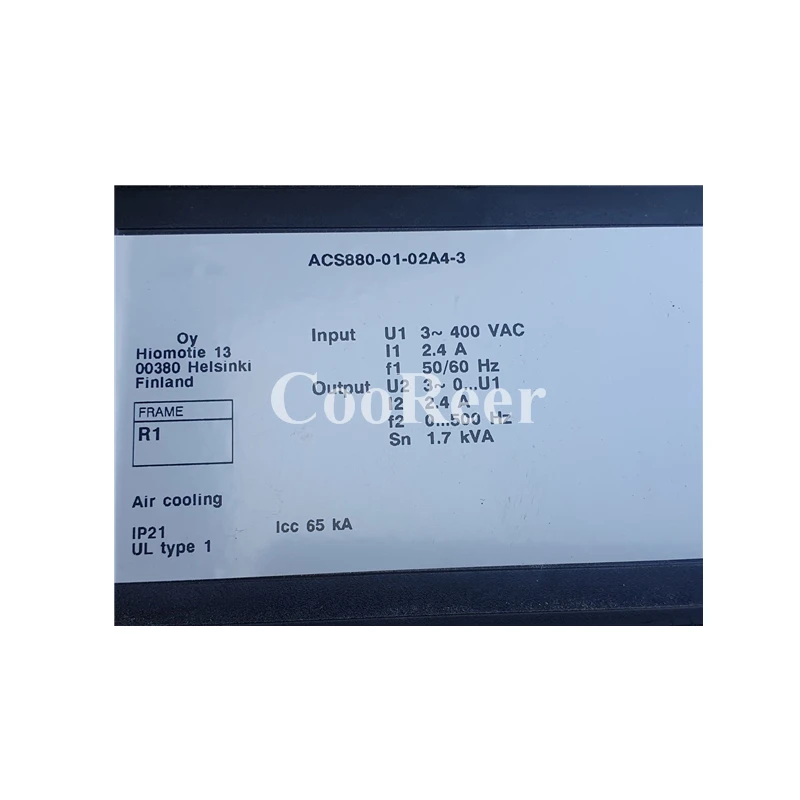 ACS880-01-02A4-3
Oy
Hiomotie 13
00380 Helsinki
Finland
FRAME
R1
Air cooling
IP21
UL type 1
Input U1 3~ 400 VAC
I1 2.4 A
f1 50/60 Hz
Output U2 3~ 0...U1
I2 2.4 A
f2 0...500 Hz
Sn 1.7 kVA
Icc 65 kA
CooReer